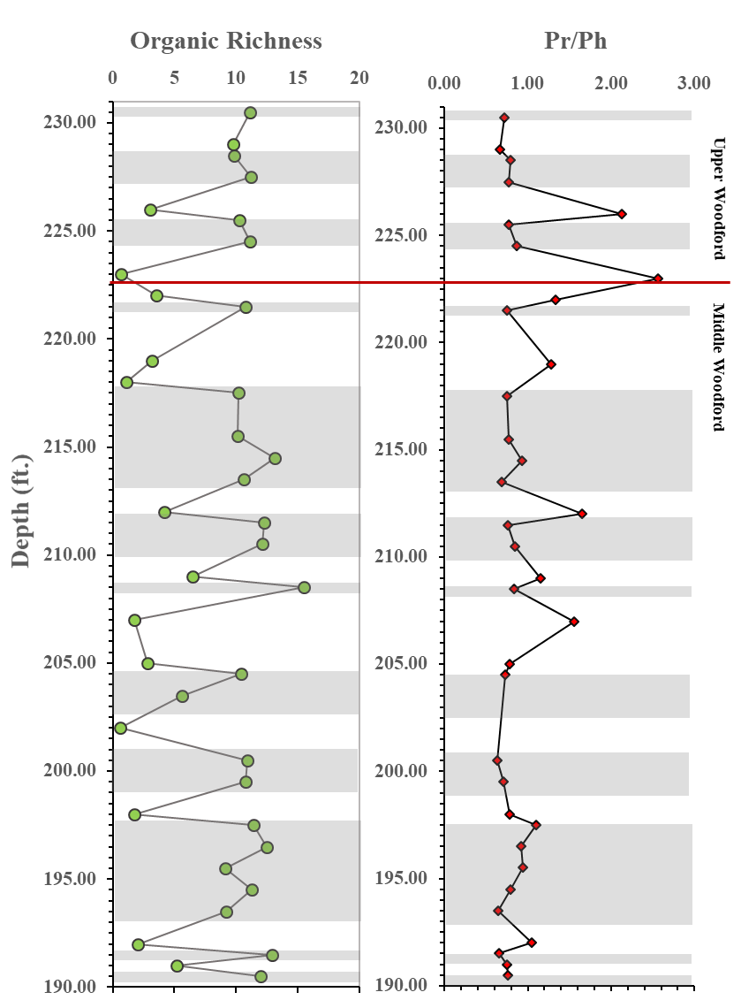 Organic Richness
Pr/Ph
0 5 10 15 20
0.00 1.00 2.00 3.00
230.00
225.00
220.00
215.00
210.00
205.00
200.00
195.00
190.00
230.00
225.00
220.00
215.00
210.00
205.00
200.00
195.00
190.00
Depth (ft.)
Upper Woodford
Middle Woodford